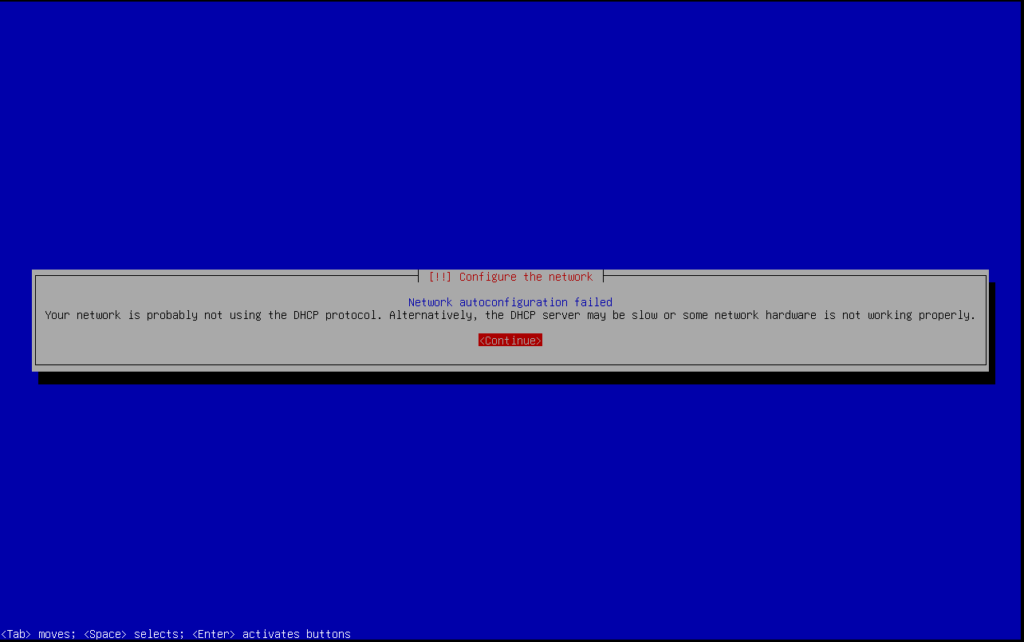 [!!] Configure the network
Network autoconfiguration failed
Your network is probably not using the DHCP protocol. Alternatively, the DHCP server may be slow or some network hardware is not working properly.
<Continue>
<Tab> moves; <Space> selects; <Enter> activates buttons